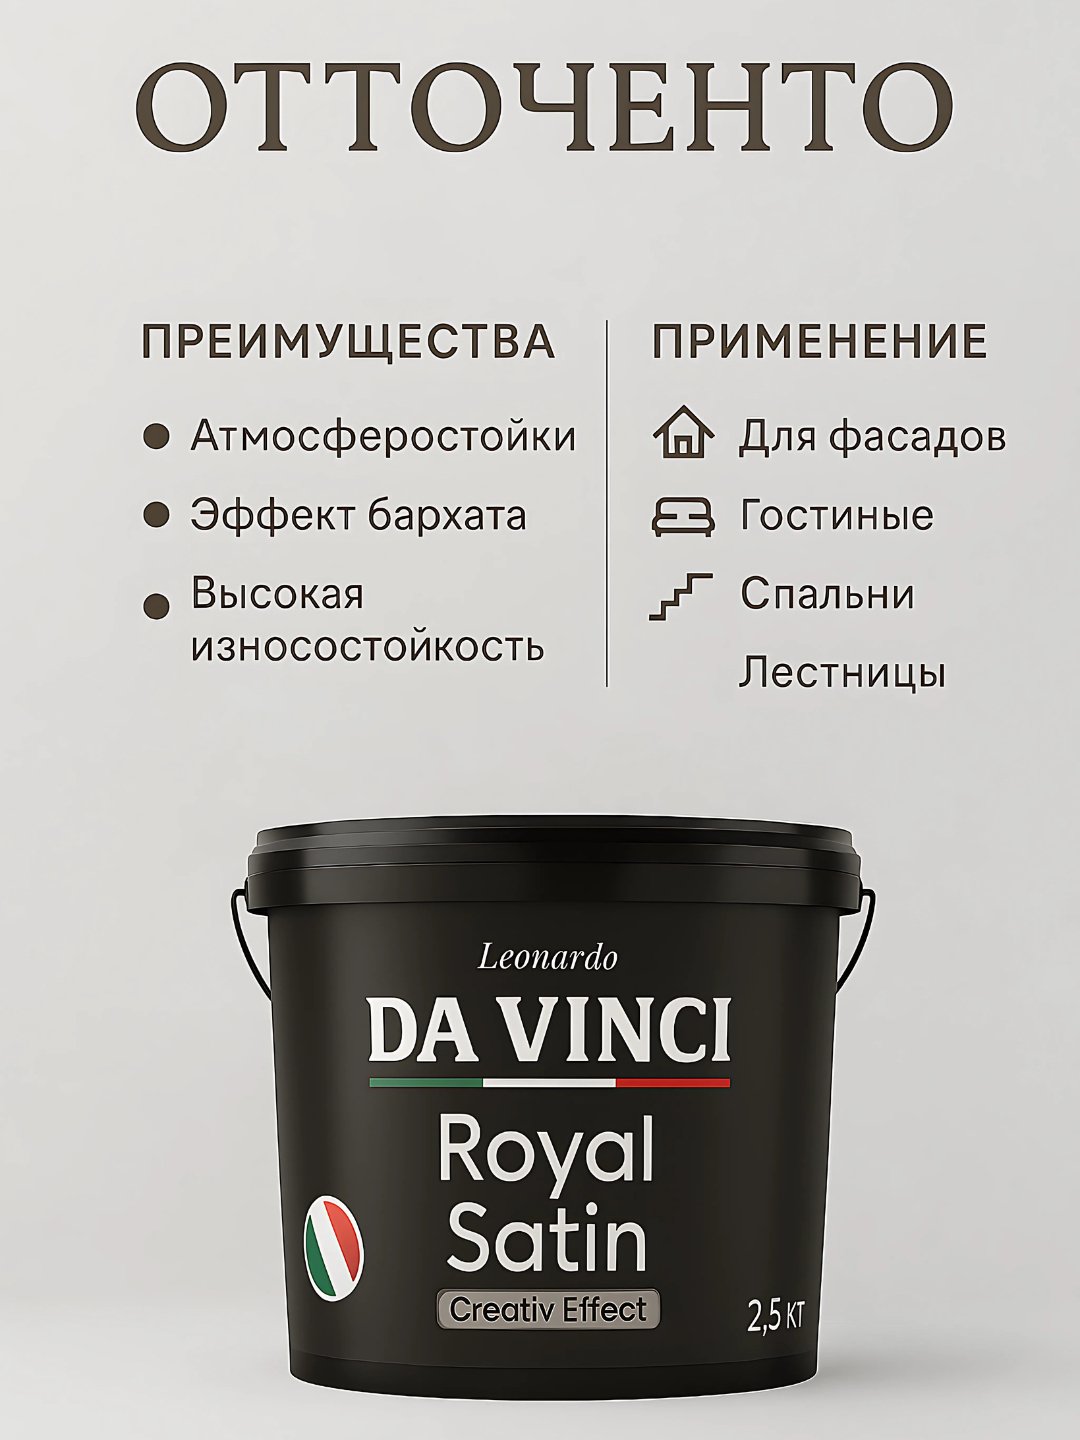 ОТТОЧЕНТО
ПРЕИМУЩЕСТВА
Атмосферостойки
Эффект бархата
Высокая
износостойкость
ПРИМЕНЕНИЕ
Для фасадов
Гостиные
Спальни
Лестницы
Leonardo
DA VINCI
Royal
Satin
Creativ Effect
2,5 КТ